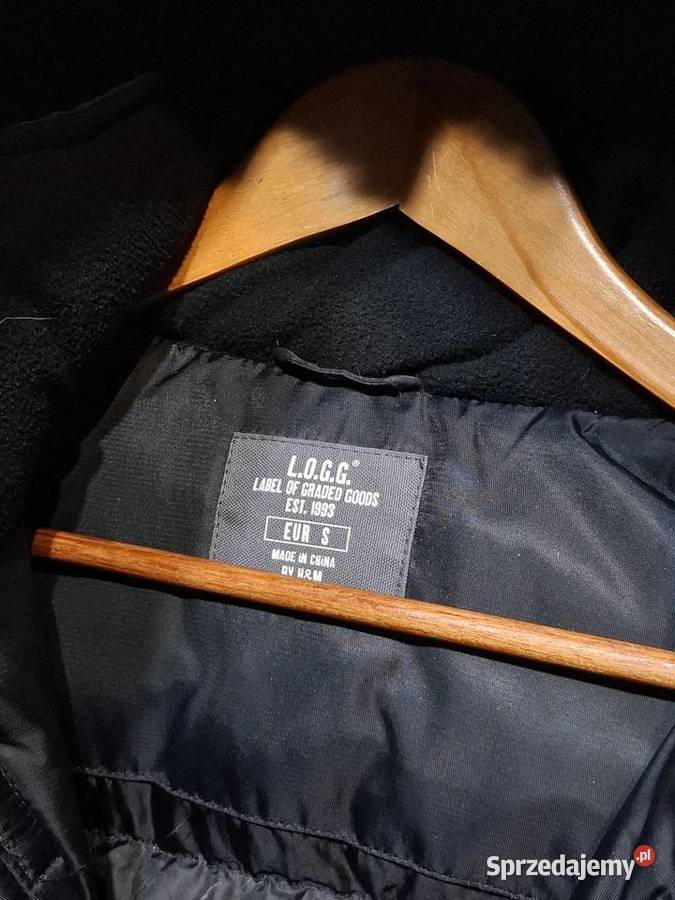 L.O.G.G.®
LABEL OF GRADED GOODS
EST. 1993
EUR S
MADE IN CHINA
BY H&M
Sprzedajemy.pl